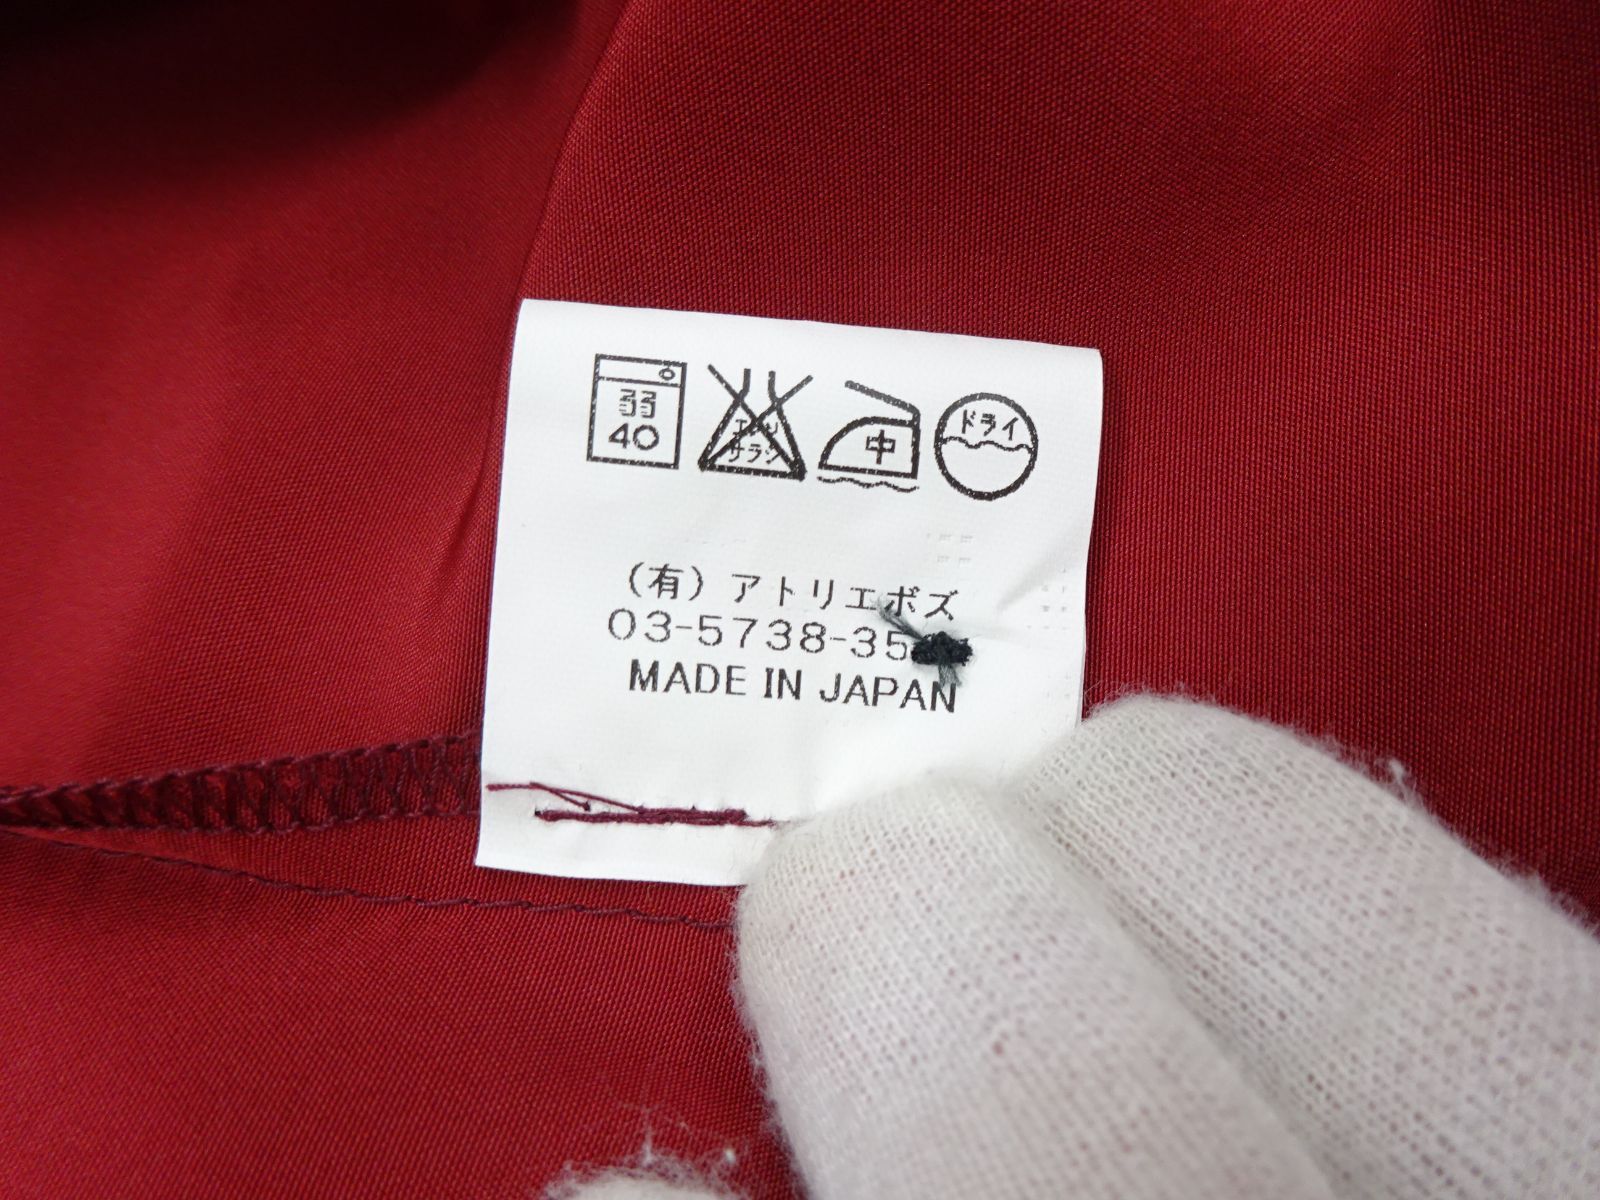 弱
40
エンソ
サラシ
中
ドライ
(有) アトリエボズ
03-5738-35
MADE IN JAPAN